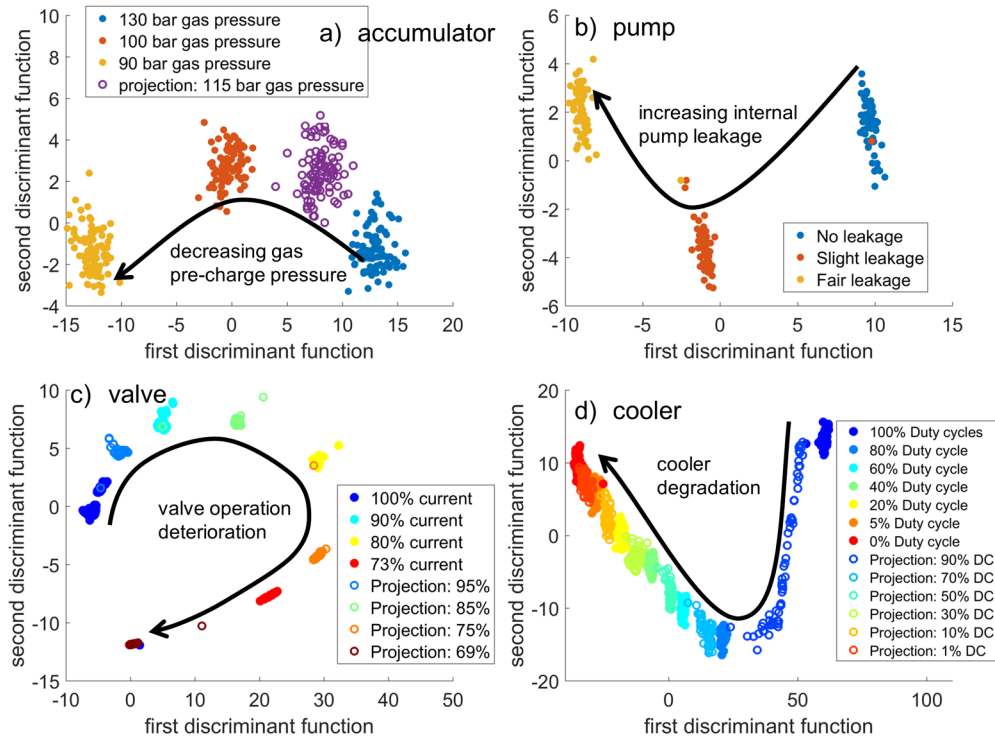 a) accumulator
130 bar gas pressure
100 bar gas pressure
90 bar gas pressure
projection: 115 bar gas pressure
decreasing gas
pre-charge pressure
10
8
6
4
2
0
-2
-4
-15
-10
-5
0
5
10
15
20
first discriminant function
second discriminant function
b) pump
increasing internal
pump leakage
No leakage
Slight leakage
Fair leakage
6
4
2
0
-2
-4
-6
-10
-5
0
5
10
15
first discriminant function
second discriminant function
c) valve
valve operation
deterioration
100% current
90% current
80% current
73% current
Projection: 95%
Projection: 85%
Projection: 75%
Projection: 69%
10
5
0
-5
-10
-15
-10
0
10
20
30
40
50
first discriminant function
second discriminant function
d) cooler
cooler
degradation
100% Duty cycles
80% Duty cycle
60% Duty cycle
40% Duty cycle
20% Duty cycle
5% Duty cycle
0% Duty cycle
Projection: 90% DC
Projection: 70% DC
Projection: 50% DC
Projection: 30% DC
Projection: 10% DC
Projection: 1% DC
20
10
0
-10
-20
0
50
100
first discriminant function
second discriminant function